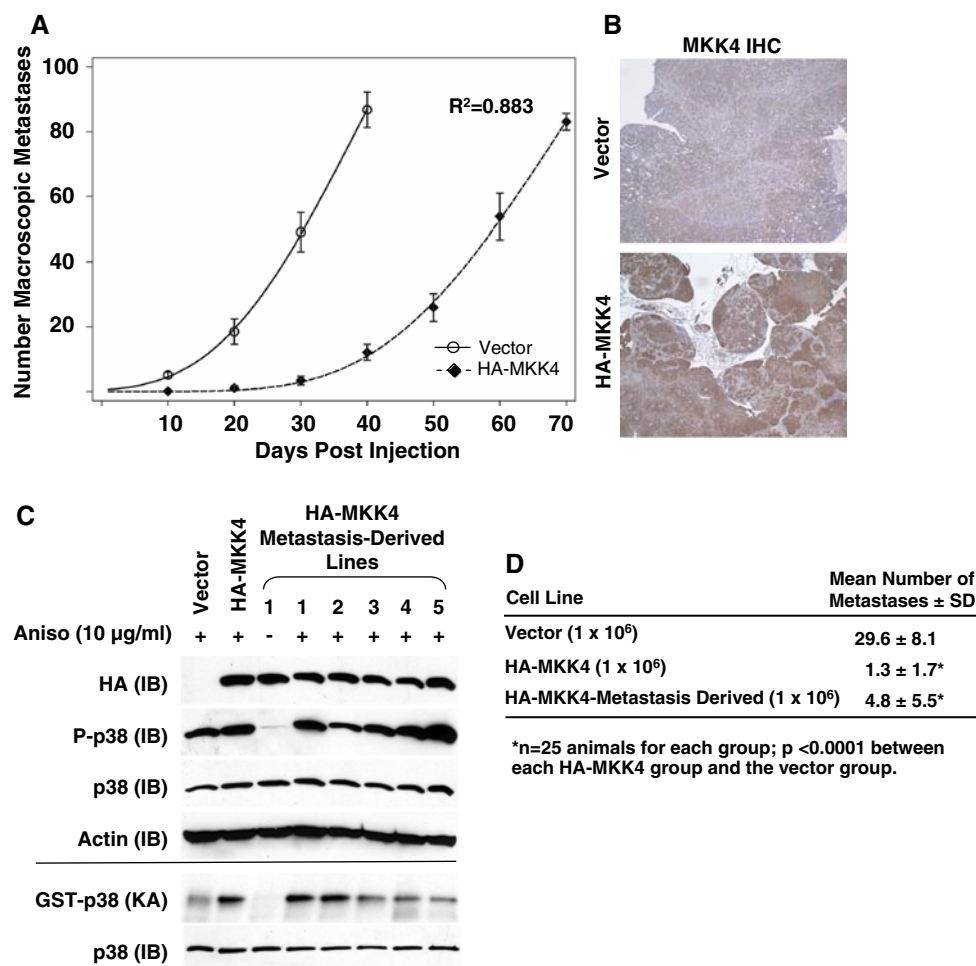 A
Number Macroscopic Metastases
100
80
60
40
20
R²=0.883
Vector
HA-MKK4
10 20 30 40 50 60 70
Days Post Injection
B
MKK4 IHC
Vector
HA-MKK4
C
Vector
HA-MKK4
HA-MKK4
Metastasis-Derived
Lines
1 1 2 3 4 5
Aniso (10 µg/ml) + + - + + + + +
HA (IB)
P-p38 (IB)
p38 (IB)
Actin (IB)
GST-p38 (KA)
p38 (IB)
D
Cell Line Mean Number of
Metastases ± SD
Vector (1 x 10⁶) 29.6 ± 8.1
HA-MKK4 (1 x 10⁶) 1.3 ± 1.7*
HA-MKK4-Metastasis Derived (1 x 10⁶) 4.8 ± 5.5*
*n=25 animals for each group; p <0.0001 between
each HA-MKK4 group and the vector group.